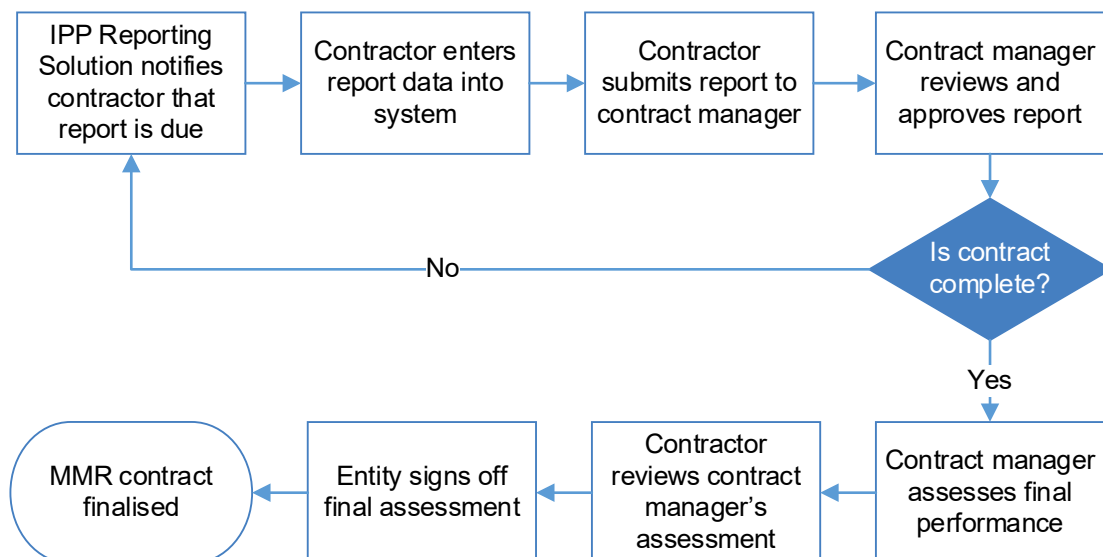 IPP Reporting
Solution notifies
contractor that
report is due
Contractor enters
report data into
system
Contractor
submits report to
contract manager
Contract manager
reviews and
approves report
Is contract
complete?
No
Yes
Contract manager
assesses final
performance
Contractor
reviews contract
manager’s
assessment
Entity signs off
final assessment
MMR contract
finalised